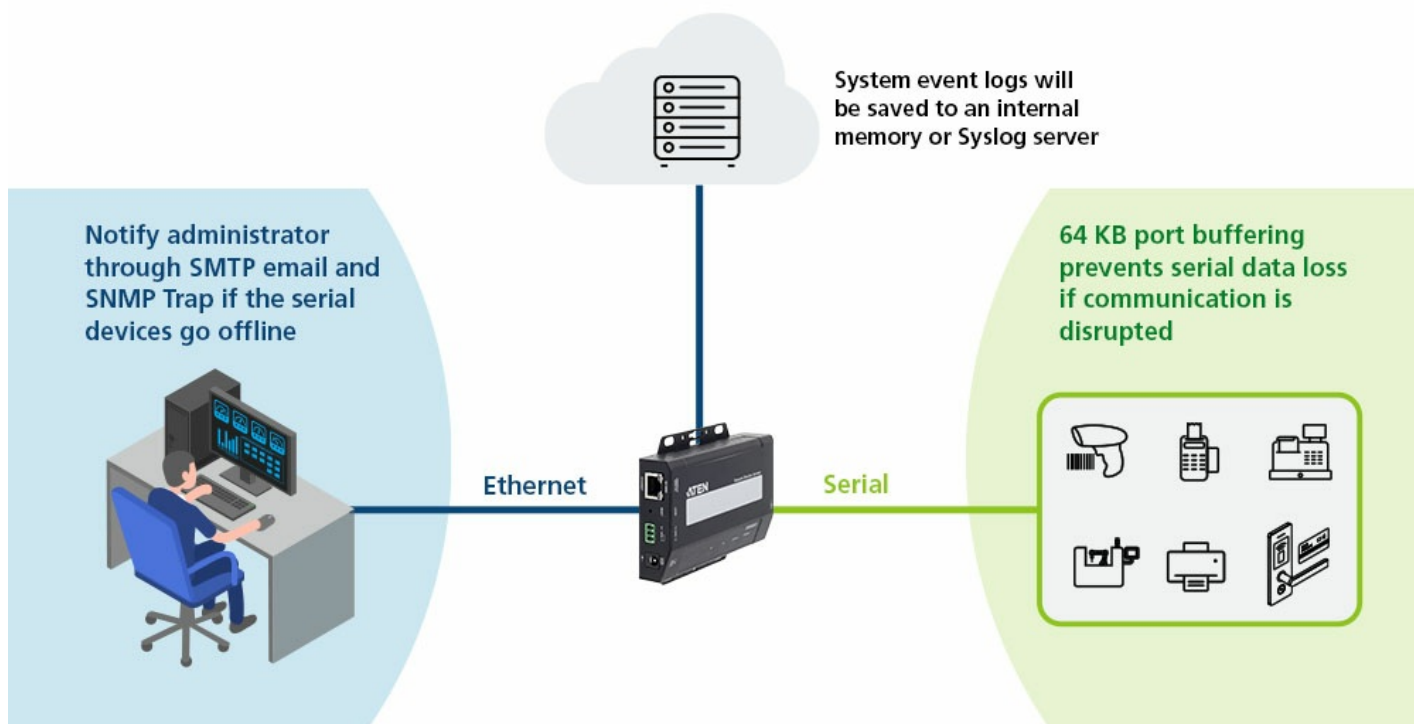 System event logs will
be saved to an internal
memory or Syslog server
Notify administrator
through SMTP email and
SNMP Trap if the serial
devices go offline
64 KB port buffering
prevents serial data loss
if communication is
disrupted
Ethernet
Serial
ATEN